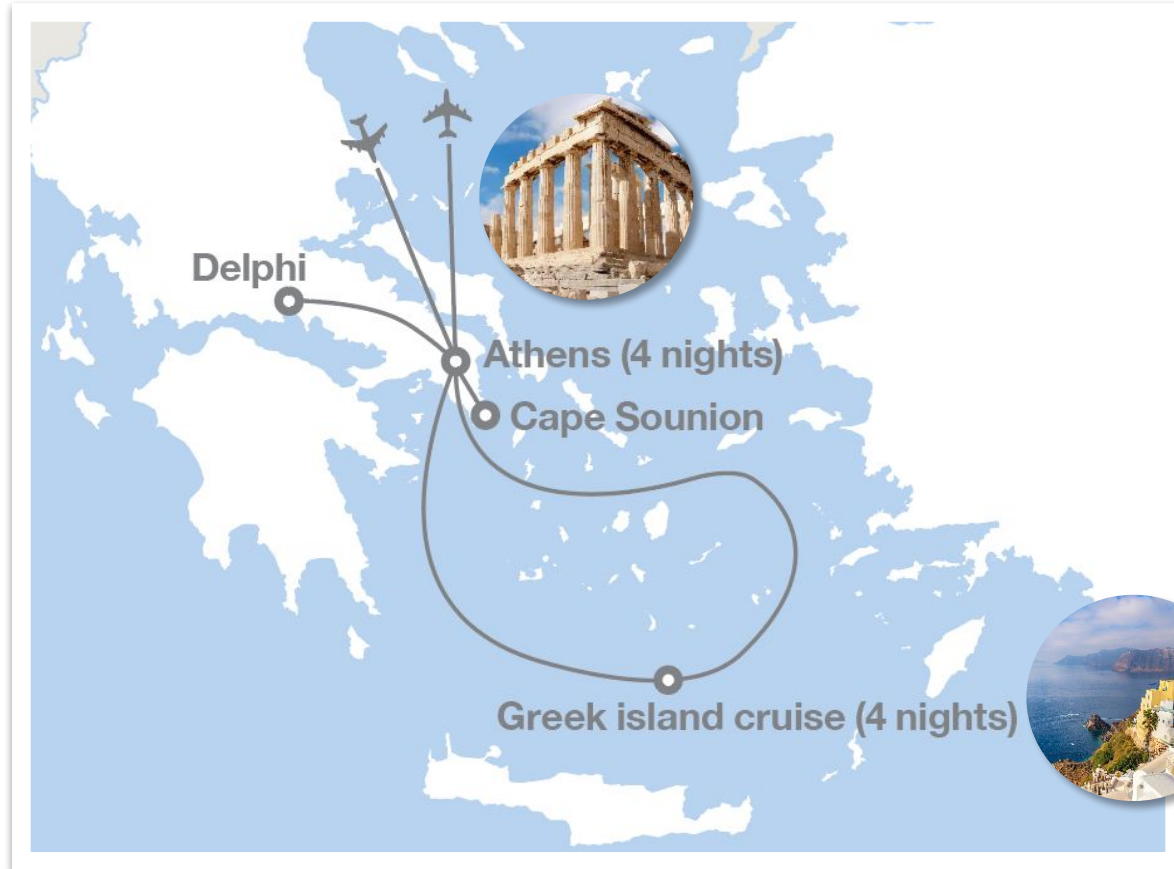 Delphi
Athens (4 nights)
Cape Sounion
Greek island cruise (4 nights)